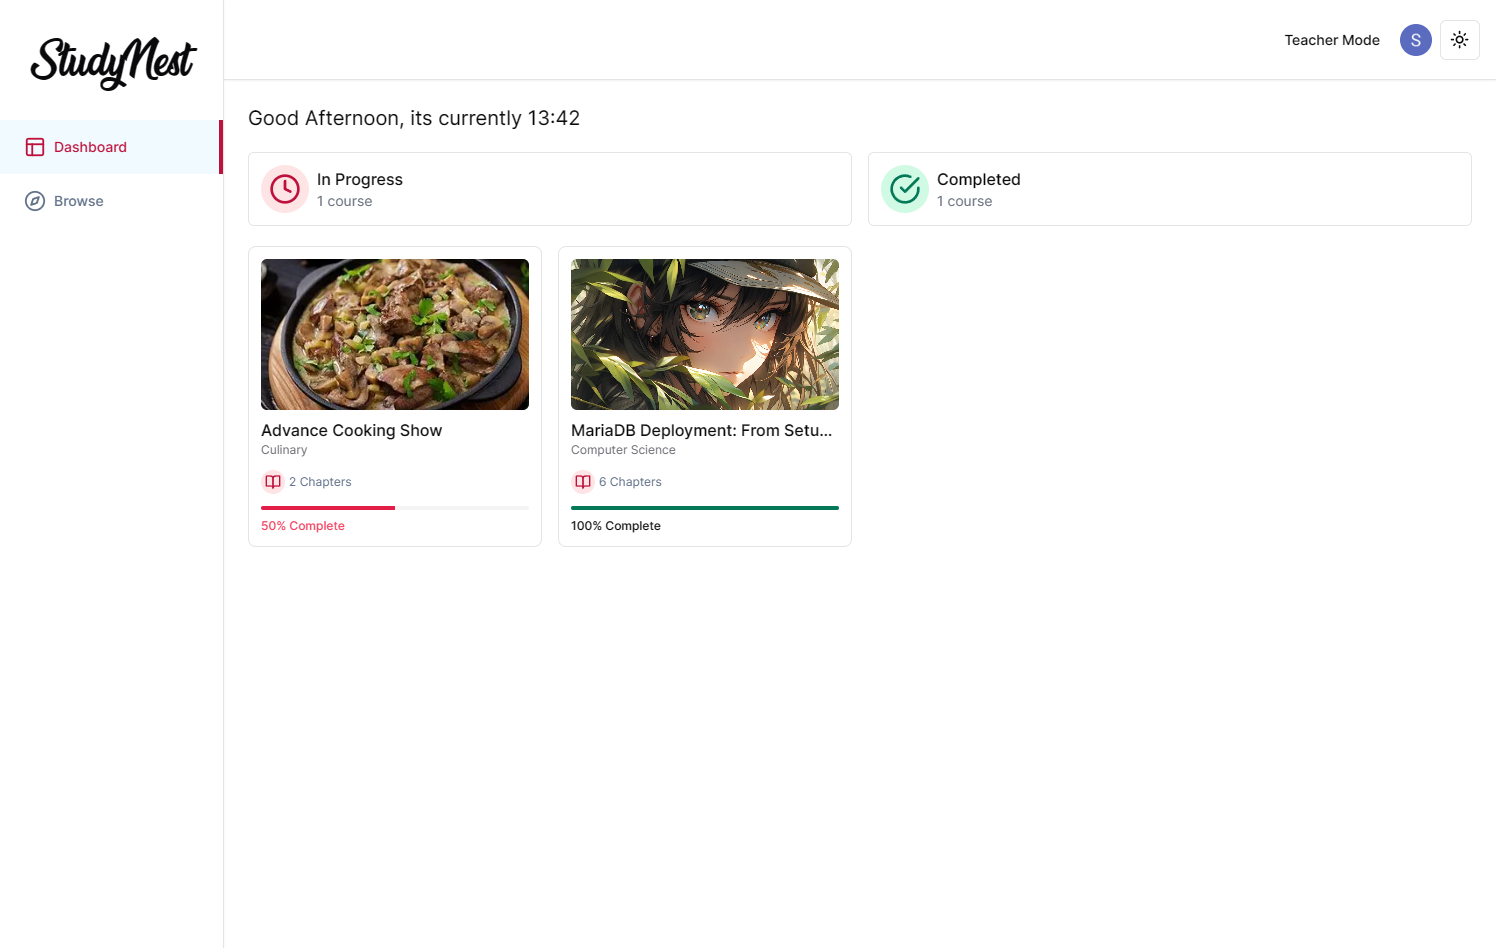 StudyNest
Dashboard
Browse
Teacher Mode
S
Good Afternoon, its currently 13:42
In Progress
1 course
Completed
1 course
Advance Cooking Show
Culinary
2 Chapters
50% Complete
MariaDB Deployment: From Setu...
Computer Science
6 Chapters
100% Complete